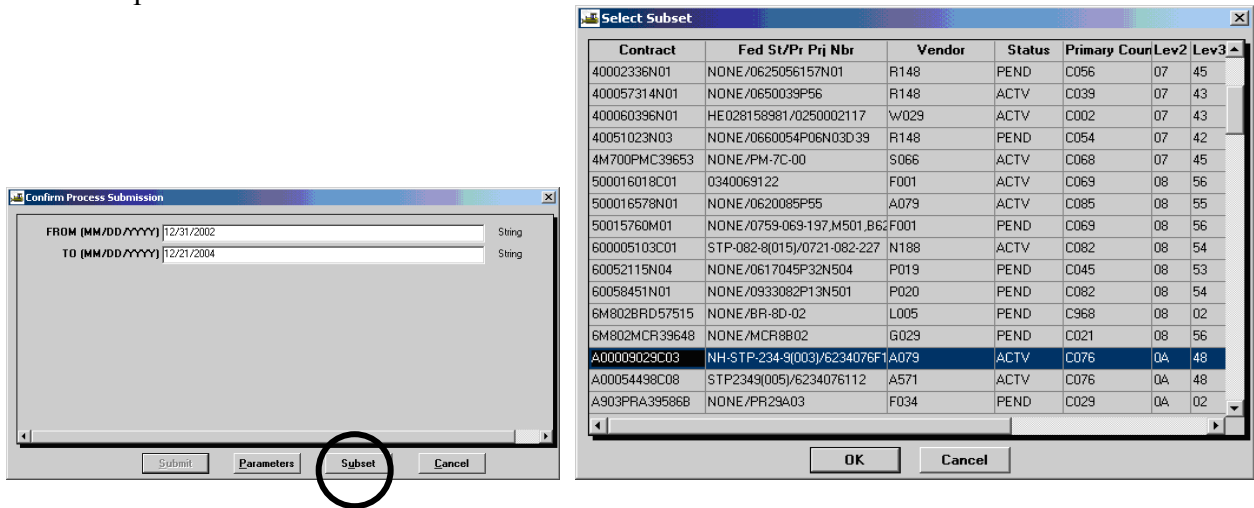 Confirm Process Submission
FROM (MM/DD/YYYY) 12/31/2002 String
TO (MM/DD/YYYY) 12/21/2004 String
Submit Parameters Subset Cancel
Select Subset
Contract Fed St/Pr Prj Nbr Vendor Status Primary Coun Lev2 Lev3
40002336N01 NONE/0625056157N01 R148 PEND C056 07 45
400057314N01 NONE/0650039P56 R148 ACTV C039 07 43
400060396N01 HE028158981/0250002117 W029 ACTV C002 07 43
40051023N03 NONE/0660054P06N03D39 R148 PEND C054 07 42
4M700PMC39653 NONE/PM-7C-00 S066 ACTV C068 07 45
500016018C01 0340069122 F001 ACTV C069 08 56
500016578N01 NONE/0620085P55 A079 ACTV C085 08 55
50015760M01 NONE/0759-069-197,M501,B62 F001 PEND C069 08 56
600005103C01 STP-082-8(015)/0721-082-227 N188 ACTV C082 08 54
60052115N04 NONE/0617045P32N504 P019 PEND C045 08 53
60058451N01 NONE/0933082P13N501 P020 PEND C082 08 54
6M802BRD57515 NONE/BR-8D-02 L005 PEND C968 08 02
6M802MCR39648 NONE/MCR8B02 G029 PEND C021 08 56
A00009029C03 NH-STP-234-9(003)/6234076F1 A079 ACTV C076 0A 48
A00054498C08 STP2349(005)/6234076112 A571 ACTV C076 0A 48
A903PRA39586B NONE/PR29A03 F034 PEND C029 0A 02
OK Cancel